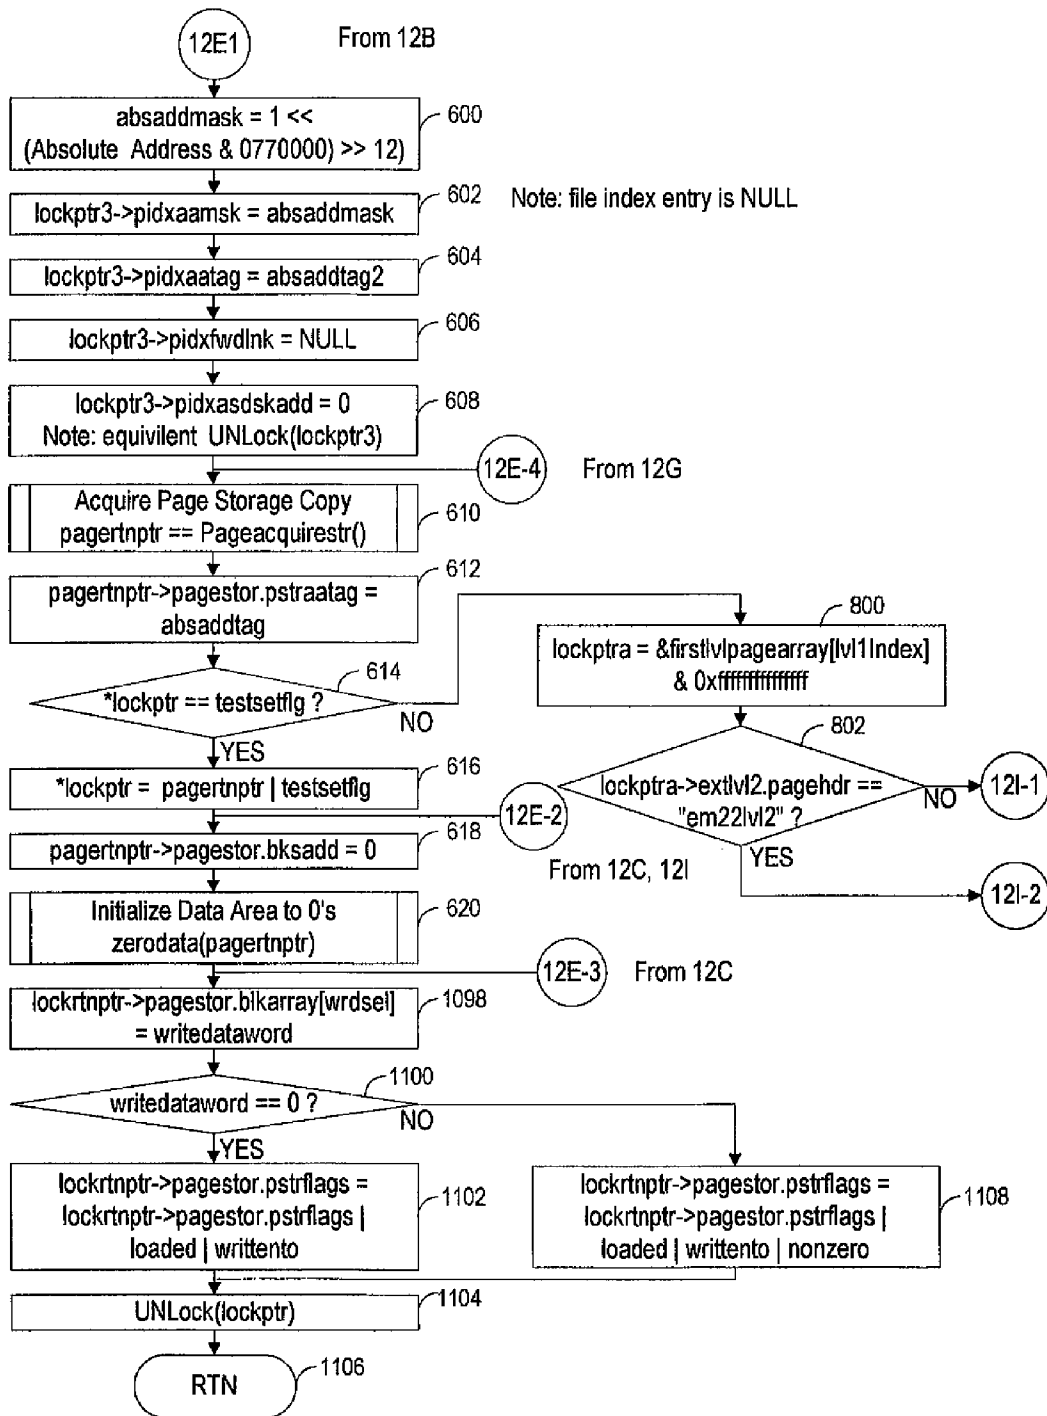 12E1
From 12B
absaddmask = 1 <<
(Absolute Address & 0770000) >> 12)
600
lockptr3->pidxaamsk = absaddmask
602
Note: file index entry is NULL
lockptr3->pidxaatag = absaddtag2
604
lockptr3->pidxfwdlnk = NULL
606
lockptr3->pidxasdskadd = 0
Note: equivilent UNLock(lockptr3)
608
12E-4
From 12G
Acquire Page Storage Copy
pagertnptr == Pageacquirestr()
610
pagertnptr->pagestor.pstraatag =
absaddtag
612
*lockptr == testsetflg ?
614
NO
YES
lockptra = &firstlvlpagearray[lvl1Index]
& 0xffffffffffffffff
800
lockptra->extlvl2.pagehdr ==
"em22lvl2" ?
802
NO
12I-1
YES
12I-2
*lockptr = pagertnptr | testsetflg
616
12E-2
From 12C, 12I
pagertnptr->pagestor.bksadd = 0
618
Initialize Data Area to 0's
zerodata(pagertnptr)
620
12E-3
From 12C
lockrtnptr->pagestor.blkarray[wrdsel]
= writedataword
1098
writedataword == 0 ?
1100
NO
YES
lockrtnptr->pagestor.pstrflags =
lockrtnptr->pagestor.pstrflags |
loaded | writtento
1102
lockrtnptr->pagestor.pstrflags =
lockrtnptr->pagestor.pstrflags |
loaded | writtento | nonzero
1108
UNLock(lockptr)
1104
RTN
1106